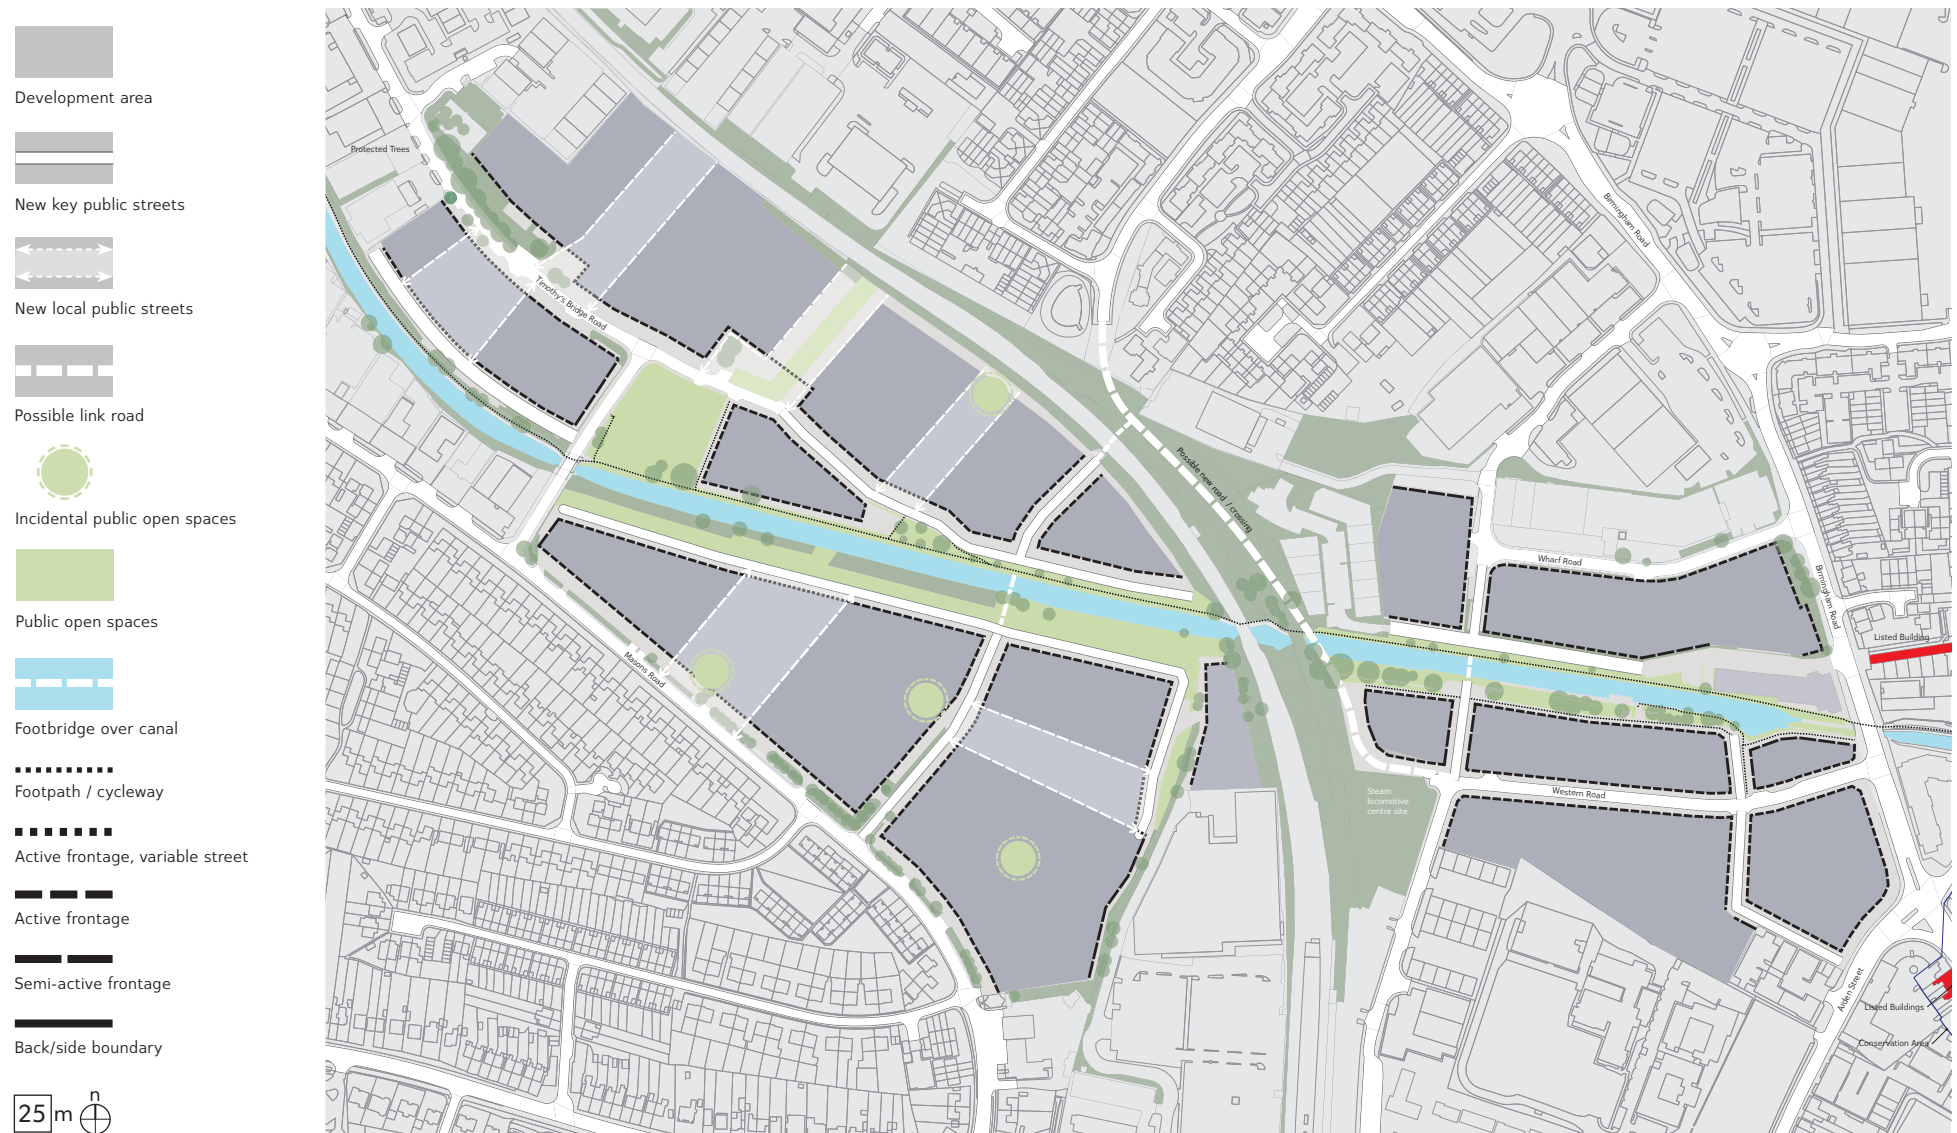 Development area
New key public streets
New local public streets
Possible link road
Incidental public open spaces
Public open spaces
Footbridge over canal
Footpath / cycleway
Active frontage, variable street
Active frontage
Semi-active frontage
Back/side boundary
25 m
n
Protected Trees
Timothy's Bridge Road
Birmingham Road
Possible new road / crossing
Wharf Road
Birmingham Road
Listed Building
Masons Road
Western Road
Steam
locomotive
centre site
Arden Street
Listed Buildings
Conservation Area